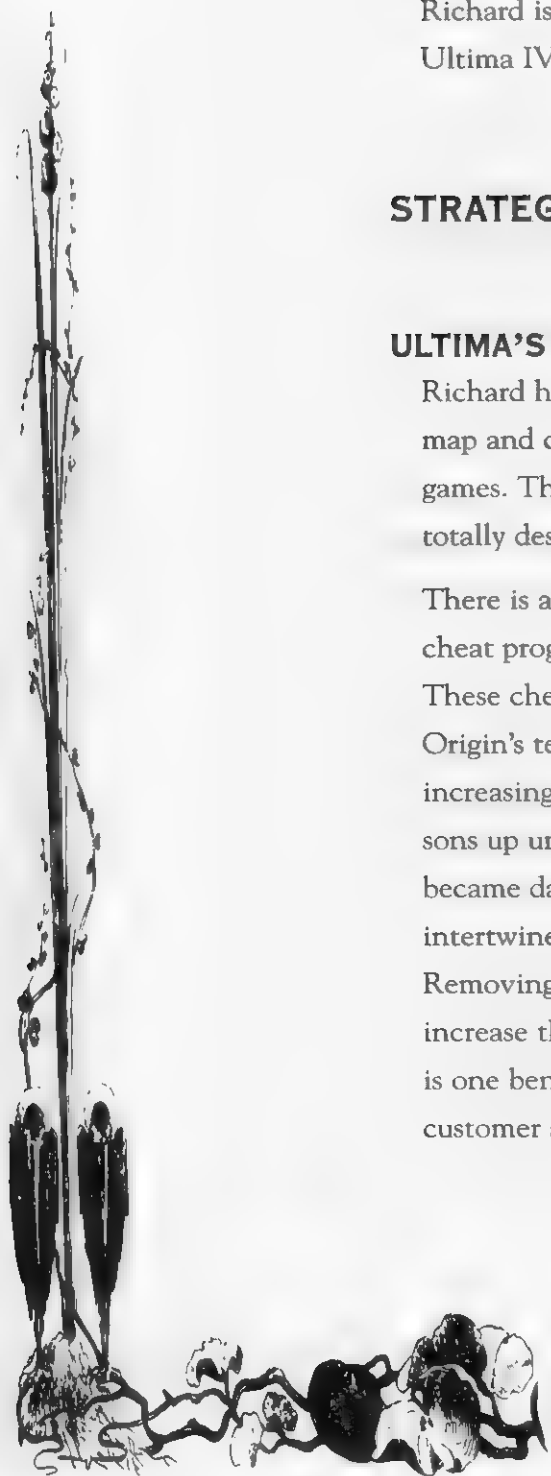 Richard is
Ultima IV
STRATEG
ULTIMA'S
Richard h
map and c
games. Th
totally des
There is a
cheat prog
These che
Origin's te
increasing
sons up un
became da
intertwine
Removing
increase th
is one ben
customer s